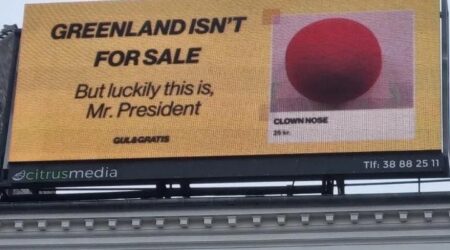 GREENLAND ISN'T
FOR SALE
But luckily this is,
Mr. President
GUL&GRATIS
CLOWN NOSE
25 kr.
citrusmedia
Tlf: 38 88 25 11